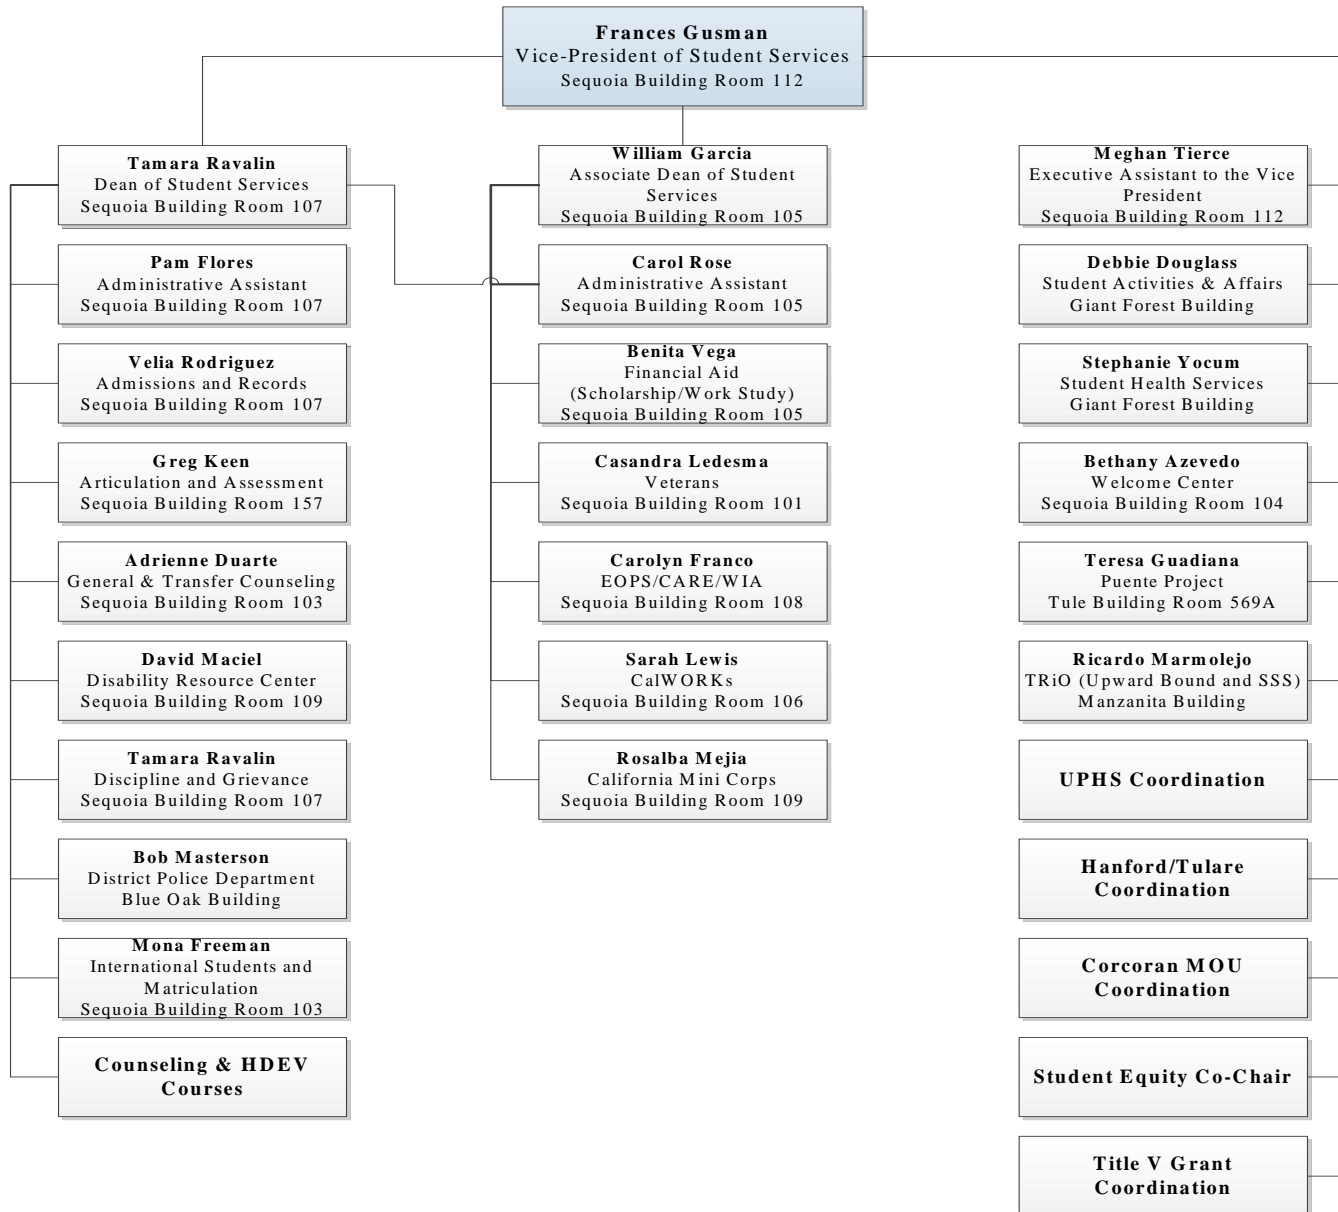 Frances Gusman
Vice-President of Student Services
Sequoia Building Room 112
Tamara Ravalin
Dean of Student Services
Sequoia Building Room 107
Pam Flores
Administrative Assistant
Sequoia Building Room 107
Velia Rodriguez
Admissions and Records
Sequoia Building Room 107
Greg Keen
Articulation and Assessment
Sequoia Building Room 157
Adrienne Duarte
General & Transfer Counseling
Sequoia Building Room 103
David Maciel
Disability Resource Center
Sequoia Building Room 109
Tamara Ravalin
Discipline and Grievance
Sequoia Building Room 107
Bob Masterson
District Police Department
Blue Oak Building
Mona Freeman
International Students and
Matriculation
Sequoia Building Room 103
Counseling & HDEV
Courses
William Garcia
Associate Dean of Student
Services
Sequoia Building Room 105
Carol Rose
Administrative Assistant
Sequoia Building Room 105
Benita Vega
Financial Aid
(Scholarship/Work Study)
Sequoia Building Room 105
Casandra Ledesma
Veterans
Sequoia Building Room 101
Carolyn Franco
EOPS/CARE/WIA
Sequoia Building Room 108
Sarah Lewis
CalWORKs
Sequoia Building Room 106
Rosalba Mejia
California Mini Corps
Sequoia Building Room 109
Meghan Tierce
Executive Assistant to the Vice
President
Sequoia Building Room 112
Debbie Douglass
Student Activities & Affairs
Giant Forest Building
Stephanie Yocum
Student Health Services
Giant Forest Building
Bethany Azevedo
Welcome Center
Sequoia Building Room 104
Teresa Guadiana
Puente Project
Tule Building Room 569A
Ricardo Marmolejo
TRiO (Upward Bound and SSS)
Manzanita Building
UPHS Coordination
Hanford/Tulare
Coordination
Corcoran MOU
Coordination
Student Equity Co-Chair
Title V Grant
Coordination